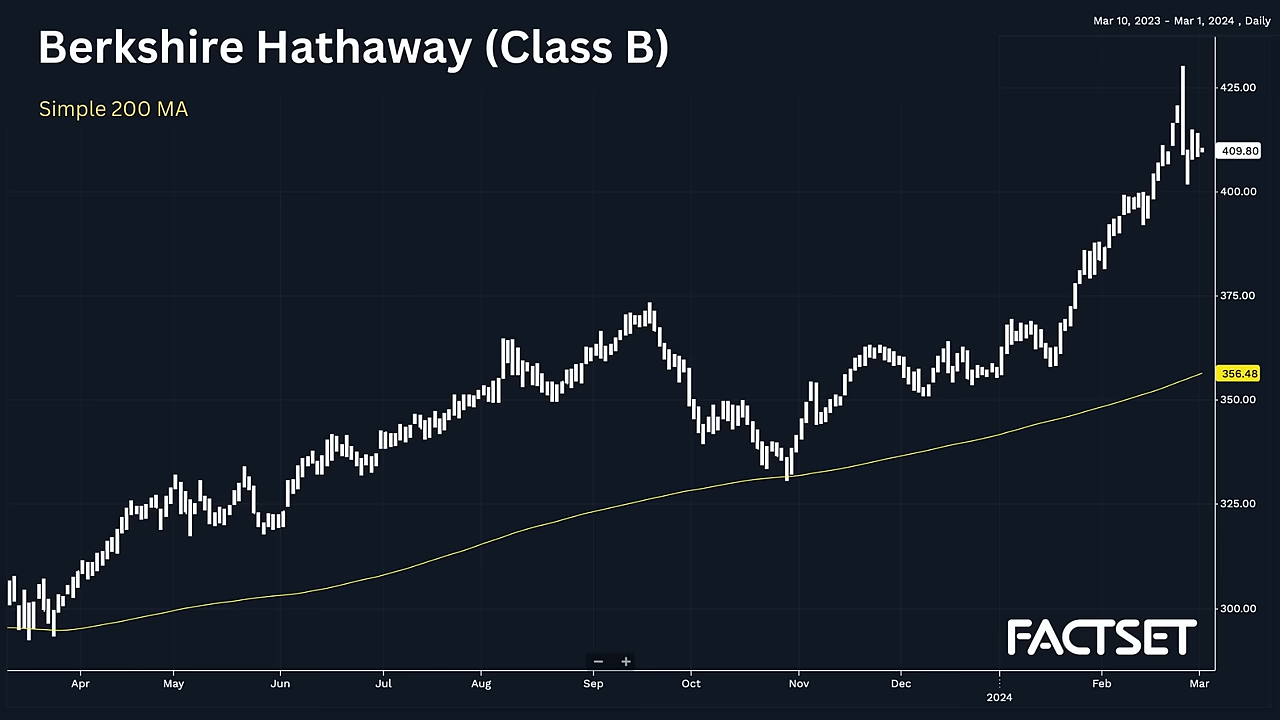 Mar 10, 2023 - Mar 1, 2024 , Daily
Berkshire Hathaway (Class B)
Simple 200 MA
425.00
409.80
400.00
375.00
356.48
350.00
325.00
300.00
FACTSET
− +
Apr May Jun Jul Aug Sep Oct Nov Dec Feb Mar
2024